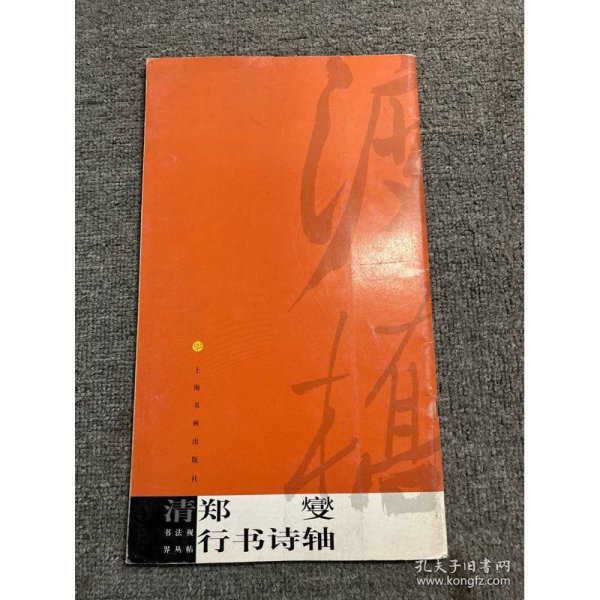 上海书画出版社
清
郑燮
行书诗轴
书法视
界丛帖
孔夫子旧书网
www.kongfz.com